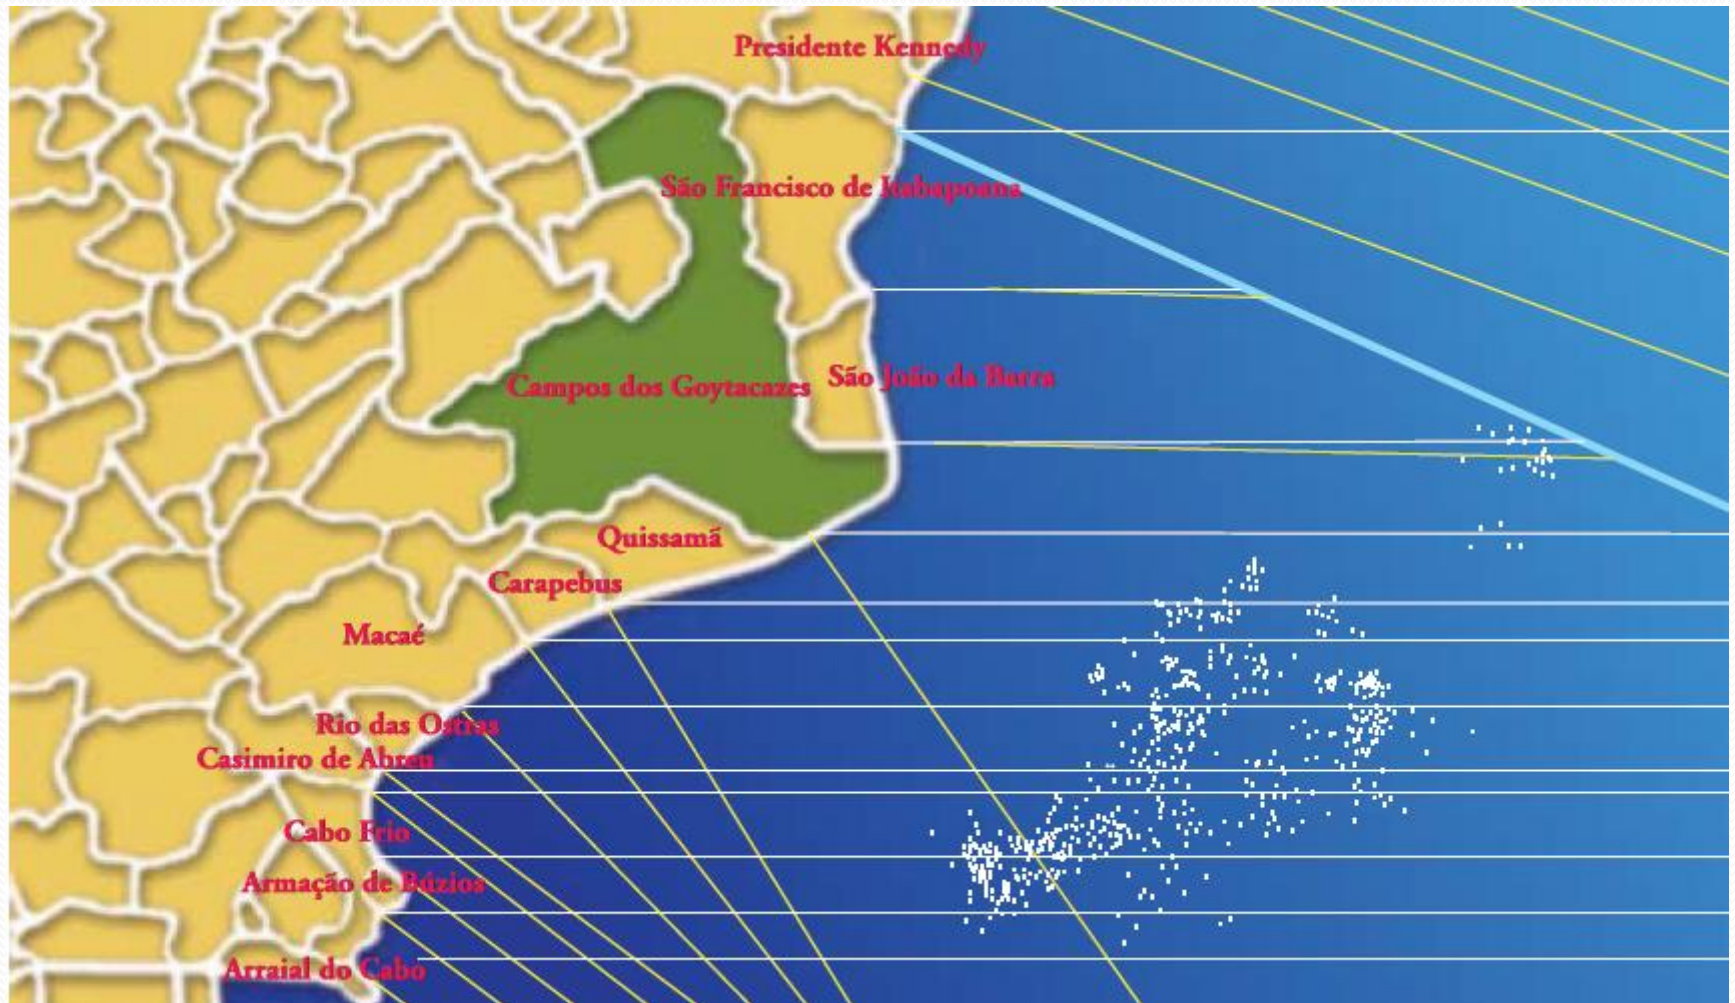 Presidente Kennedy
São Francisco de Itabapoana
Campos dos Goytacazes
São João da Barra
Quissamã
Carapebus
Macaé
Rio das Ostras
Casimiro de Abreu
Cabo Frio
Armação de Búzios
Arraial do Cabo